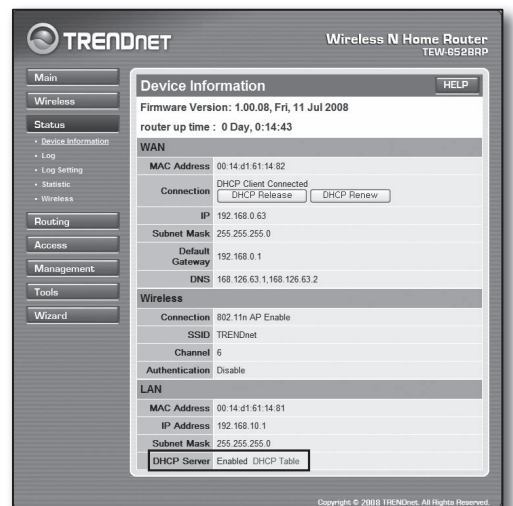 TRENDNET
Wireless N Home Router
TEW-652BRP
Main
Wireless
Status
• Device Information
• Log
• Log Setting
• Statistic
• Wireless
Routing
Access
Management
Tools
Wizard
Device Information
HELP
Firmware Version: 1.00.08, Fri, 11 Jul 2008
router up time : 0 Day, 0:14:43
WAN
MAC Address 00:14:d1:61:14:82
Connection DHCP Client Connected
DHCP Release DHCP Renew
IP 192.168.0.63
Subnet Mask 255.255.255.0
Default Gateway 192.168.0.1
DNS 168.126.63.1,168.126.63.2
Wireless
Connection 802.11n AP Enable
SSID TRENDnet
Channel 6
Authentication Disable
LAN
MAC Address 00:14:d1:61:14:81
IP Address 192.168.10.1
Subnet Mask 255.255.255.0
DHCP Server Enabled DHCP Table
Copyright © 2008 TRENDnet. All Rights Reserved.